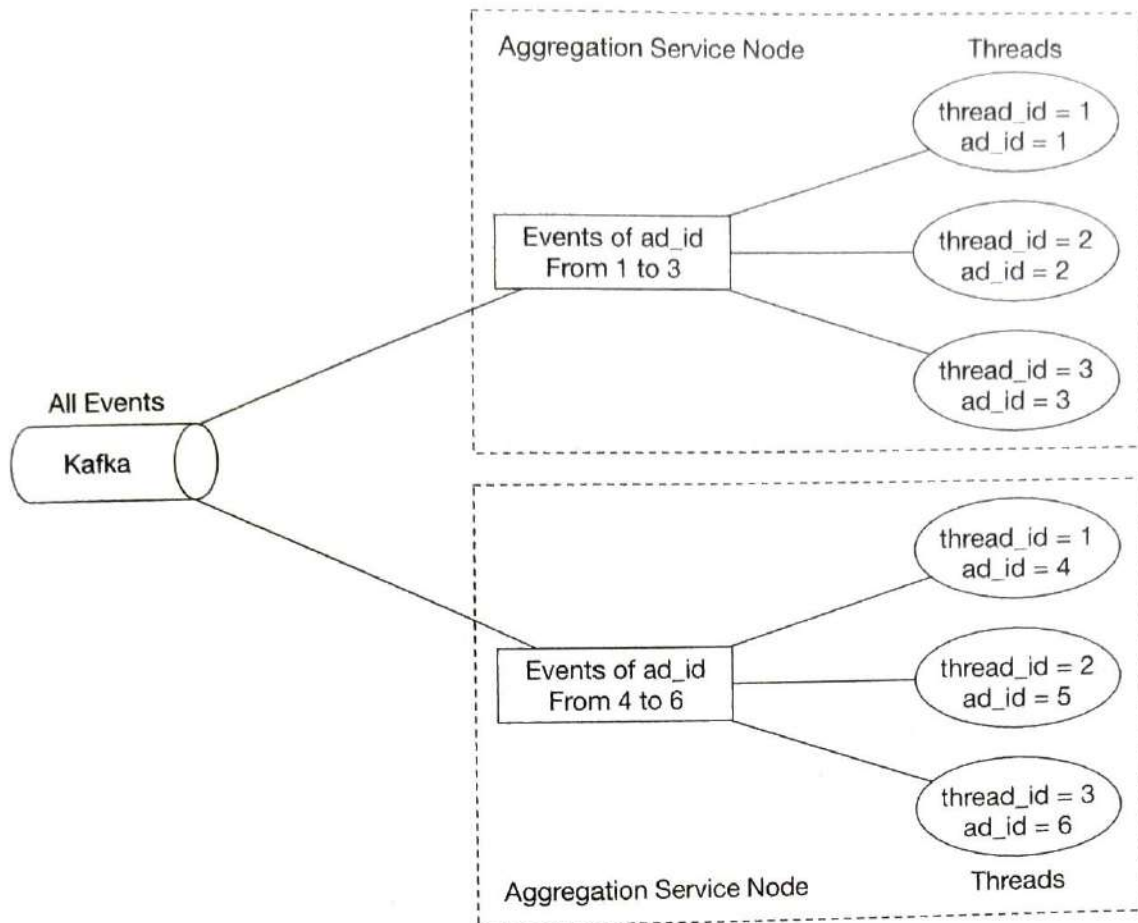 Aggregation Service Node
Threads
thread_id = 1
ad_id = 1
Events of ad_id
From 1 to 3
thread_id = 2
ad_id = 2
thread_id = 3
ad_id = 3
All Events
Kafka
thread_id = 1
ad_id = 4
Events of ad_id
From 4 to 6
thread_id = 2
ad_id = 5
thread_id = 3
ad_id = 6
Aggregation Service Node
Threads